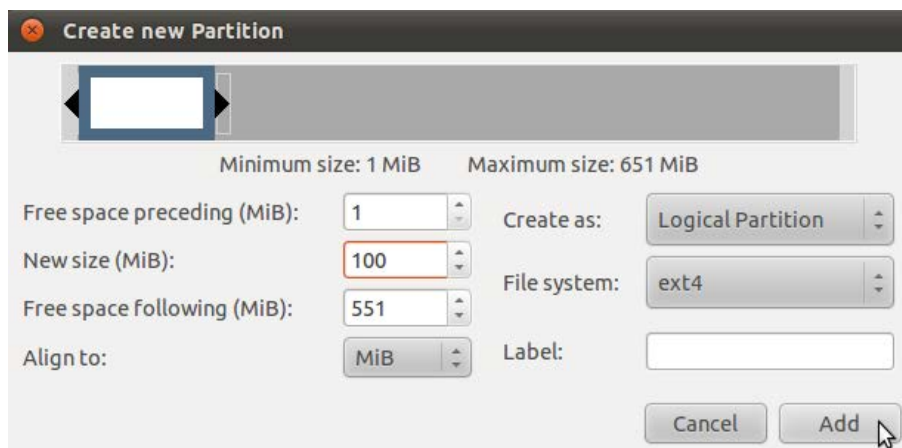 Create new Partition
Minimum size: 1 MiB Maximum size: 651 MiB
Free space preceding (MiB): 1
New size (MiB): 100
Free space following (MiB): 551
Align to: MiB
Create as: Logical Partition
File system: ext4
Label:
Cancel Add